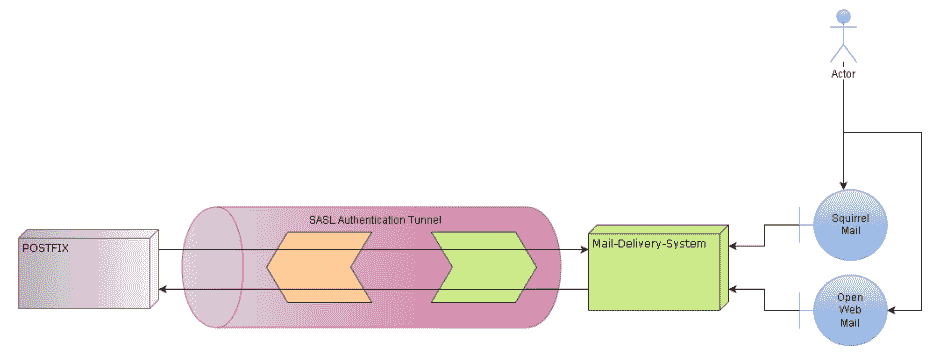 Actor
SASL Authentication Tunnel
POSTFIX
Mail-Delivery-System
Squirrel
Mail
Open
Web
Mail